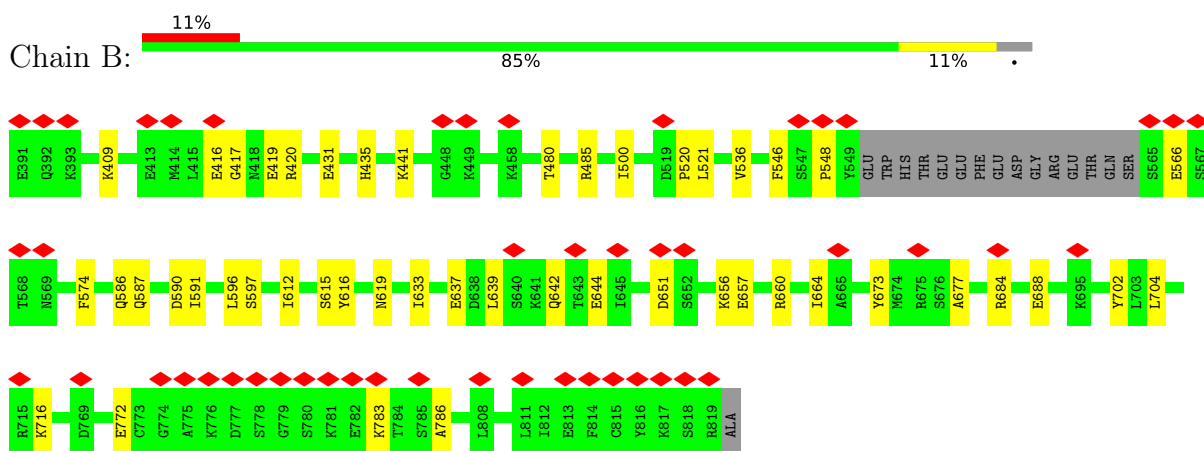 11%
Chain B:
85% 11% •
E391 Q392 K393 K409 E413 M414 L415 E416 G417 N418 E419 R420 E431 H435 K441 G448 K449 K458 T480 R485 I500 D519 P520 L521 V536 F546 S547 P548 Y549 GLU TRP HIS THR GLU GLU PHE GLU ASP GLY ARG GLU THR GLN SER S565 E566 S567
T568 N569 F574 Q586 Q587 D590 I591 L596 S597 I612 S615 Y616 N619 I633 E637 D638 L639 S640 K641 Q642 T643 E644 I645 D651 S652 K656 E657 R660 I664 A665 Y673 M674 R675 S676 A677 R684 E688 K695 Y702 L703 L704
R715 K716 D769 E772 C773 G774 A775 K776 D777 S778 G779 S780 K781 E782 K783 T784 S785 A786 L808 L811 I812 E813 F814 C815 Y816 K817 S818 R819 ALA